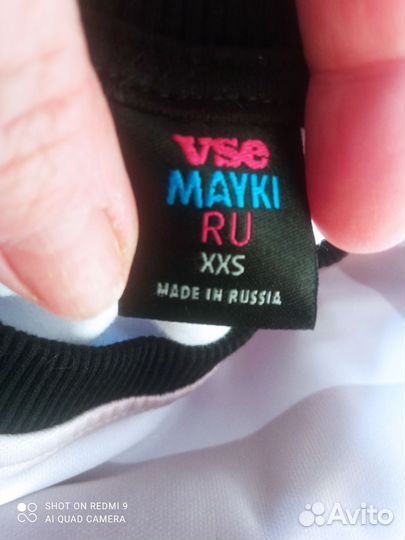 vse
MAYKI
RU
XXS
MADE IN RUSSIA
SHOT ON REDMI 9
AI QUAD CAMERA
Avito